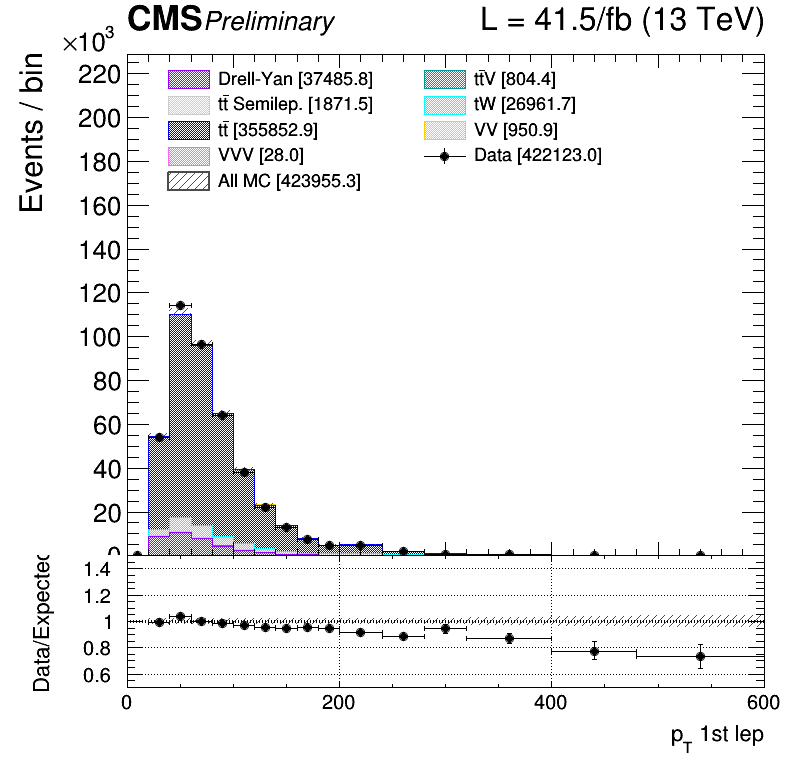 CMS Preliminary L = 41.5/fb (13 TeV)
×10³
Events / bin
220
200
180
160
140
120
100
80
60
40
20
0
Drell-Yan [37485.8]
tt̄ Semilep. [1871.5]
tt̄ [355852.9]
VVV [28.0]
All MC [423955.3]
tt̄V [804.4]
tW [26961.7]
VV [950.9]
Data [422123.0]
Data/Expected
1.4
1.2
1
0.8
0.6
0 200 400 600
p_T 1st lep